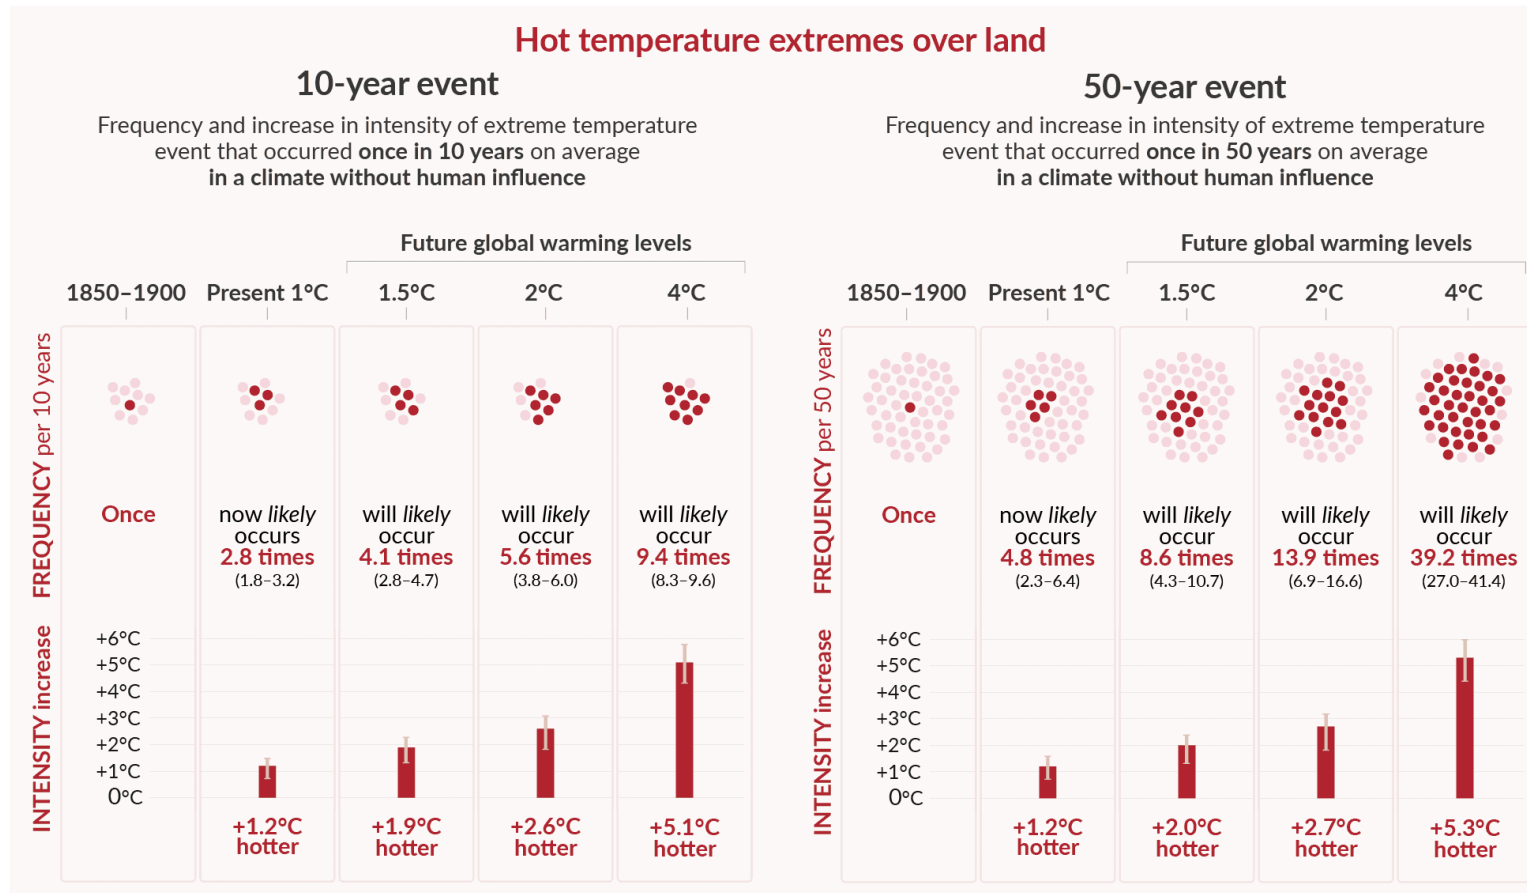 Hot temperature extremes over land
10-year event
Frequency and increase in intensity of extreme temperature
event that occurred once in 10 years on average
in a climate without human influence
Future global warming levels
1850–1900 Present 1°C 1.5°C 2°C 4°C
FREQUENCY per 10 years
Once
now likely
occurs
2.8 times
(1.8–3.2)
will likely
occur
4.1 times
(2.8–4.7)
will likely
occur
5.6 times
(3.8–6.0)
will likely
occur
9.4 times
(8.3–9.6)
INTENSITY increase
+6°C
+5°C
+4°C
+3°C
+2°C
+1°C
0°C
+1.2°C
hotter
+1.9°C
hotter
+2.6°C
hotter
+5.1°C
hotter
50-year event
Frequency and increase in intensity of extreme temperature
event that occurred once in 50 years on average
in a climate without human influence
Future global warming levels
1850–1900 Present 1°C 1.5°C 2°C 4°C
FREQUENCY per 50 years
Once
now likely
occurs
4.8 times
(2.3–6.4)
will likely
occur
8.6 times
(4.3–10.7)
will likely
occur
13.9 times
(6.9–16.6)
will likely
occur
39.2 times
(27.0–41.4)
INTENSITY increase
+6°C
+5°C
+4°C
+3°C
+2°C
+1°C
0°C
+1.2°C
hotter
+2.0°C
hotter
+2.7°C
hotter
+5.3°C
hotter